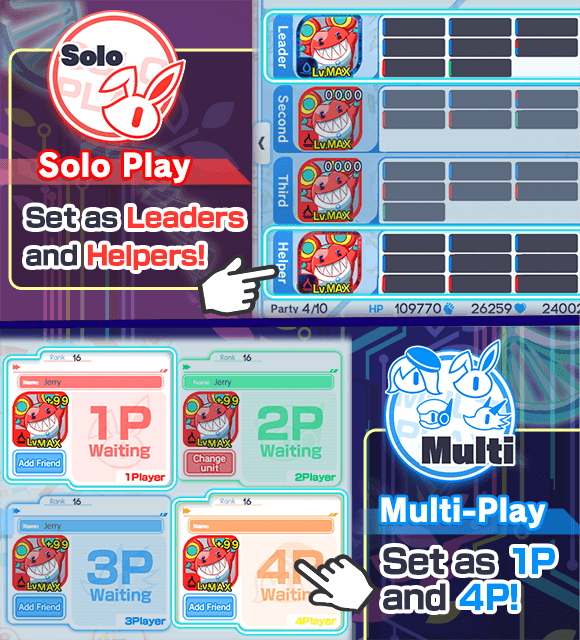 Solo
Solo Play
Set as Leaders
and Helpers!
Leader
Lv.MAX
Second
0000
Lv.MAX
Third
0000
Lv.MAX
Helper
Lv.MAX
Party 4/10 HP 109770 26259 24002
Rank 16
Name: Jerry
+99
Lv.MAX
1P
Waiting
Add Friend
1Player
Rank 16
Name: Jerry
+99
Lv.MAX
2P
Waiting
Change
unit
2Player
Rank 16
Name: Jerry
+99
Lv.MAX
3P
Waiting
Add Friend
3Player
Rank 16
Name:
+99
Lv.MAX
4P
Waiting
Add Friend
4Player
Multi
Multi-Play
Set as 1P
and 4P!